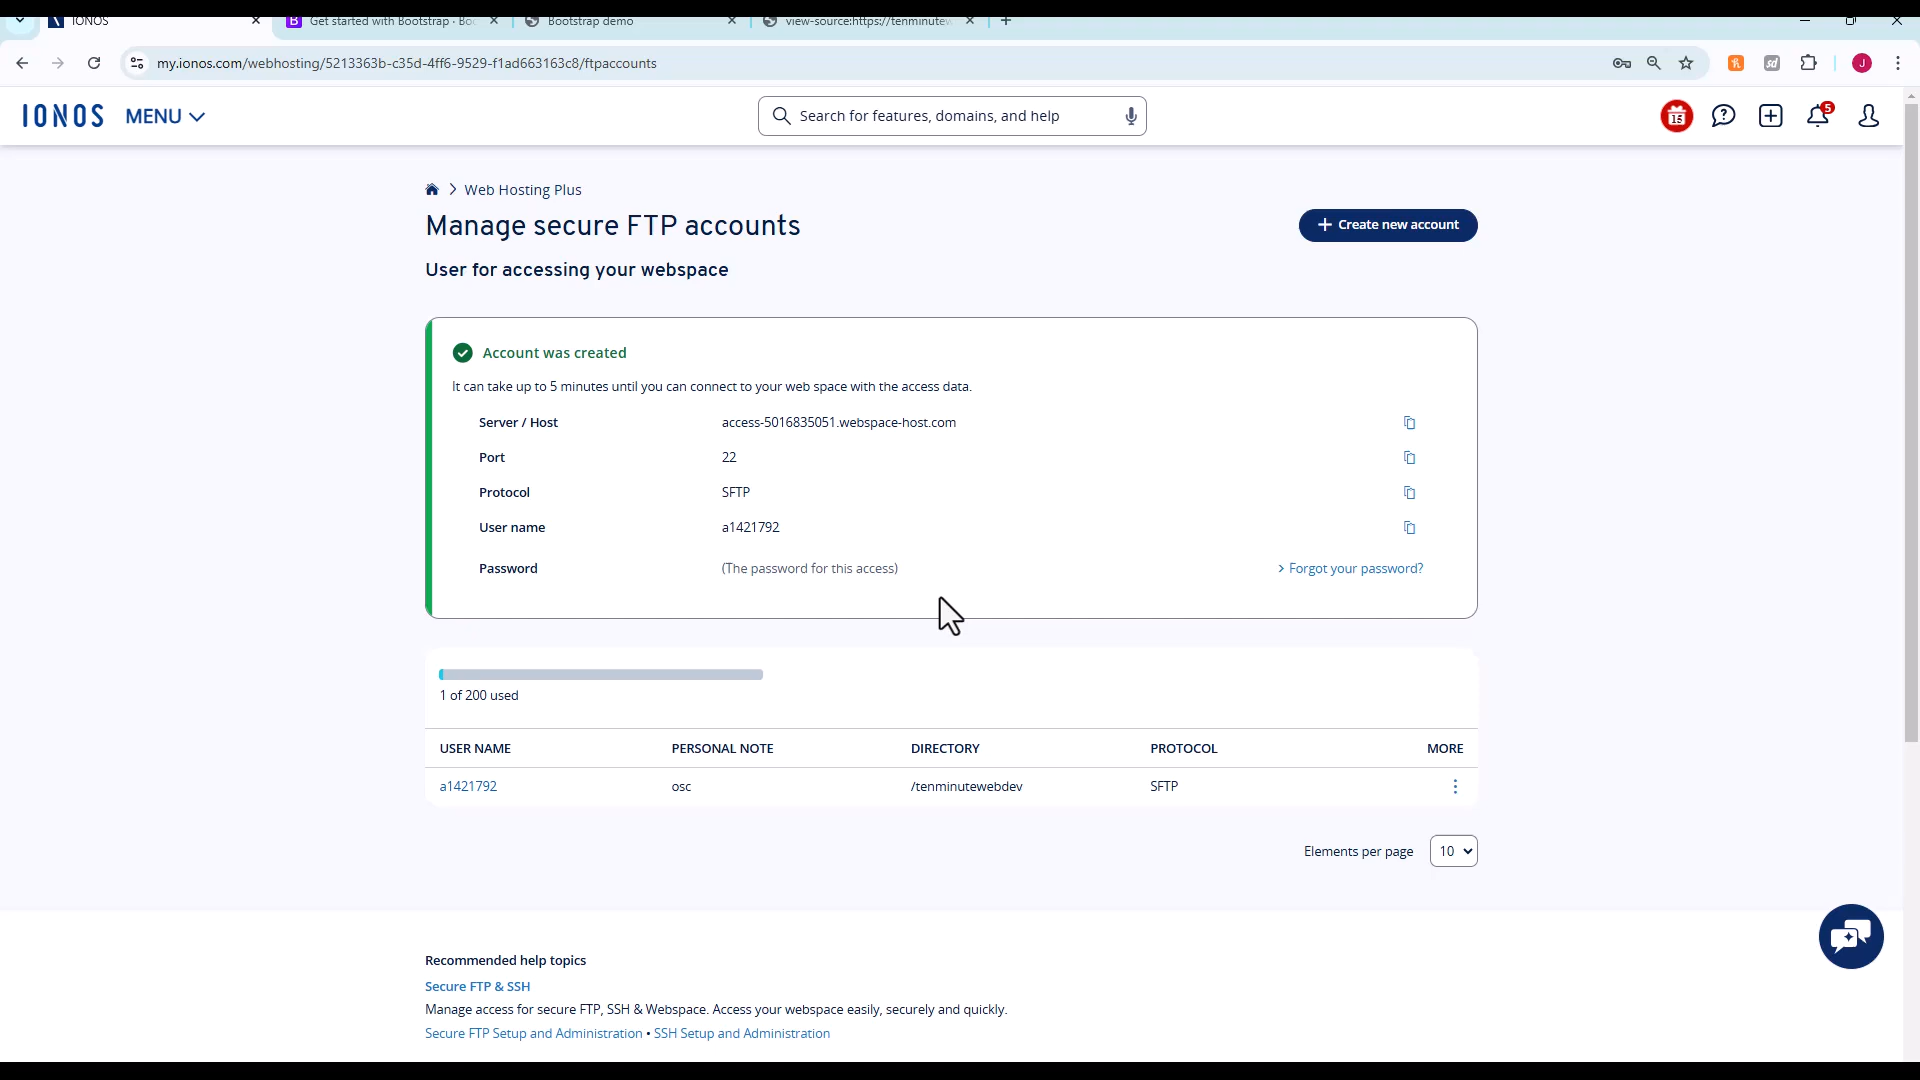 IONOS
Get started with Bootstrap · Boo
Bootstrap demo
view-source:https://tenminutew
my.ionos.com/webhosting/5213363b-c35d-4ff6-9529-f1ad663163c8/ftpaccounts
J
IONOS MENU
Search for features, domains, and help
15
5
Web Hosting Plus
Manage secure FTP accounts
+ Create new account
User for accessing your webspace
Account was created
It can take up to 5 minutes until you can connect to your web space with the access data.
Server / Host access-5016835051.webspace-host.com
Port 22
Protocol SFTP
User name a1421792
Password (The password for this access) > Forgot your password?
1 of 200 used
USER NAME PERSONAL NOTE DIRECTORY PROTOCOL MORE
a1421792 osc /tenminutewebdev SFTP
Elements per page 10
Recommended help topics
Secure FTP & SSH
Manage access for secure FTP, SSH & Webspace. Access your webspace easily, securely and quickly.
Secure FTP Setup and Administration • SSH Setup and Administration